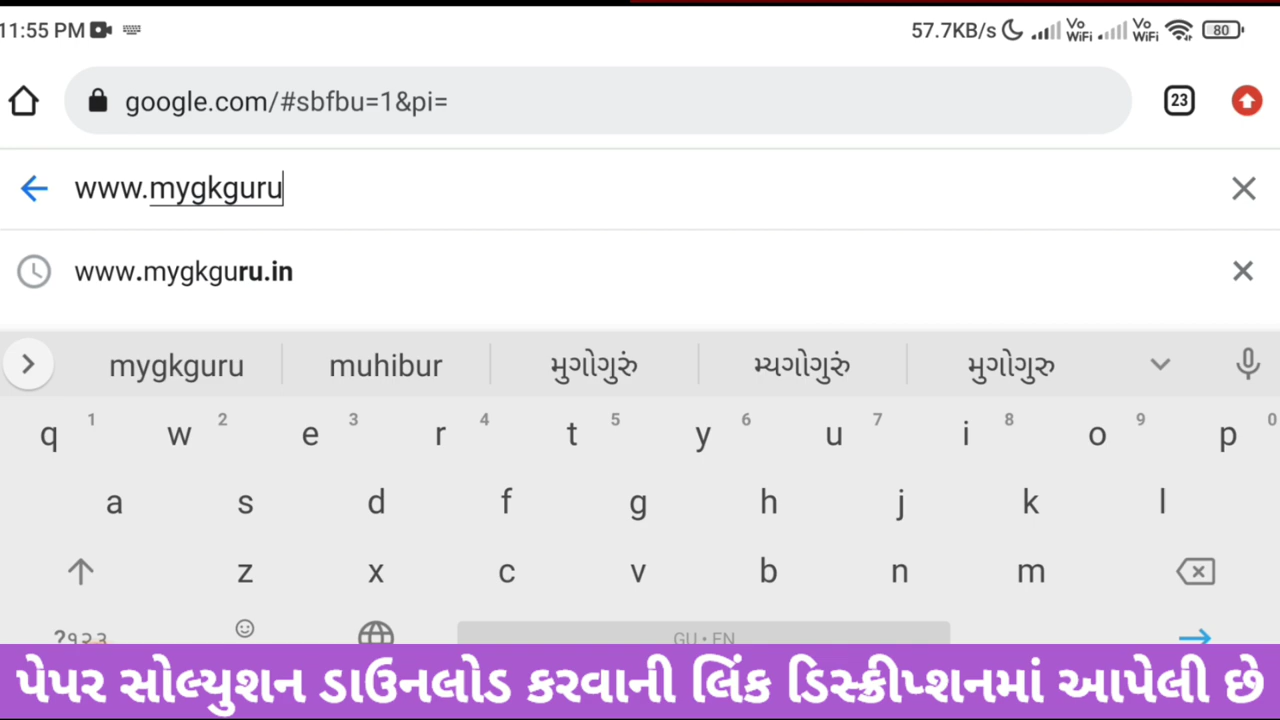 11:55 PM 57.7KB/s Vo WiFi Vo WiFi 80
google.com/#sbfbu=1&pi= 23
www.mygkguru
www.mygkguru.in
mygkguru muhibur મુગોગુરું મ્યગોગુરું મુગોગુરુ
q 1 w 2 e 3 r 4 t 5 y 6 u 7 i 8 o 9 p 0
a s d f g h j k l
z x c v b n m
?૧૨૩ GU • EN
પેપર સોલ્યુશન ડાઉનલોડ કરવાની લિંક ડિસ્ક્રીપ્શનમાં આપેલી છે